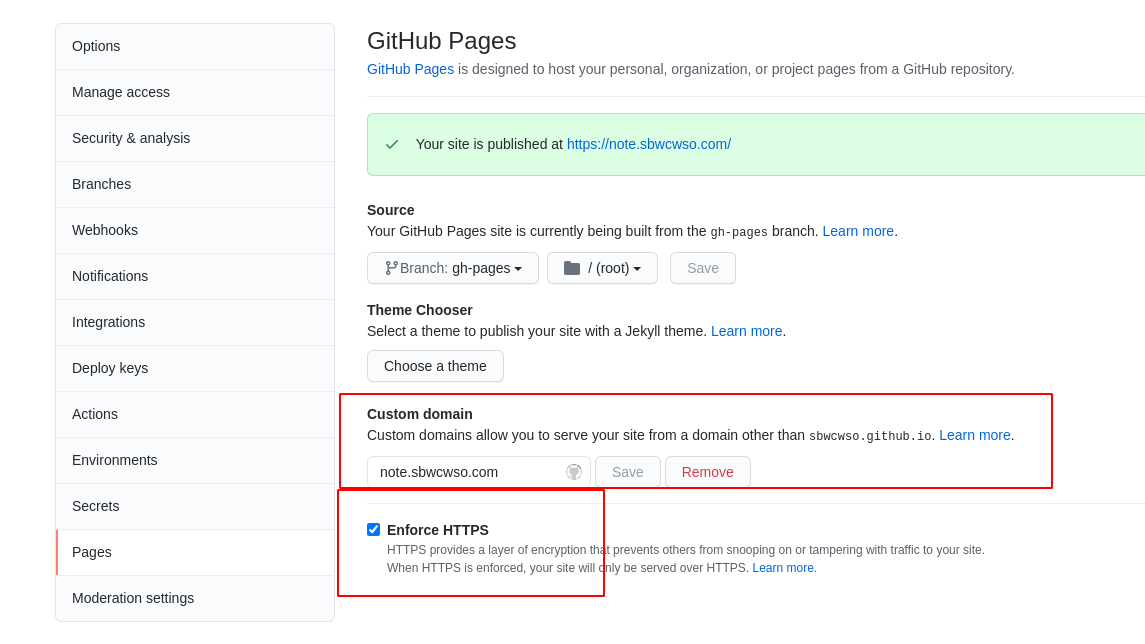 Options
Manage access
Security & analysis
Branches
Webhooks
Notifications
Integrations
Deploy keys
Actions
Environments
Secrets
Pages
Moderation settings
GitHub Pages
GitHub Pages is designed to host your personal, organization, or project pages from a GitHub repository.
Your site is published at https://note.sbwcwso.com/
Source
Your GitHub Pages site is currently being built from the gh-pages branch. Learn more.
Branch: gh-pages / (root) Save
Theme Chooser
Select a theme to publish your site with a Jekyll theme. Learn more.
Choose a theme
Custom domain
Custom domains allow you to serve your site from a domain other than sbwcwso.github.io. Learn more.
note.sbwcwso.com Save Remove
Enforce HTTPS
HTTPS provides a layer of encryption that prevents others from snooping on or tampering with traffic to your site.
When HTTPS is enforced, your site will only be served over HTTPS. Learn more.